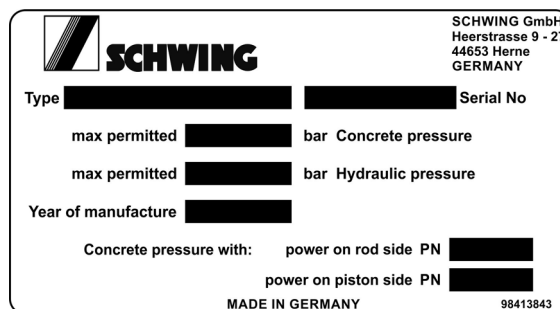 SCHWING GmbH
Heerstrasse 9 - 27
44653 Herne
GERMANY
SCHWING
Type Serial No
max permitted bar Concrete pressure
max permitted bar Hydraulic pressure
Year of manufacture
Concrete pressure with: power on rod side PN
power on piston side PN
MADE IN GERMANY 98413843